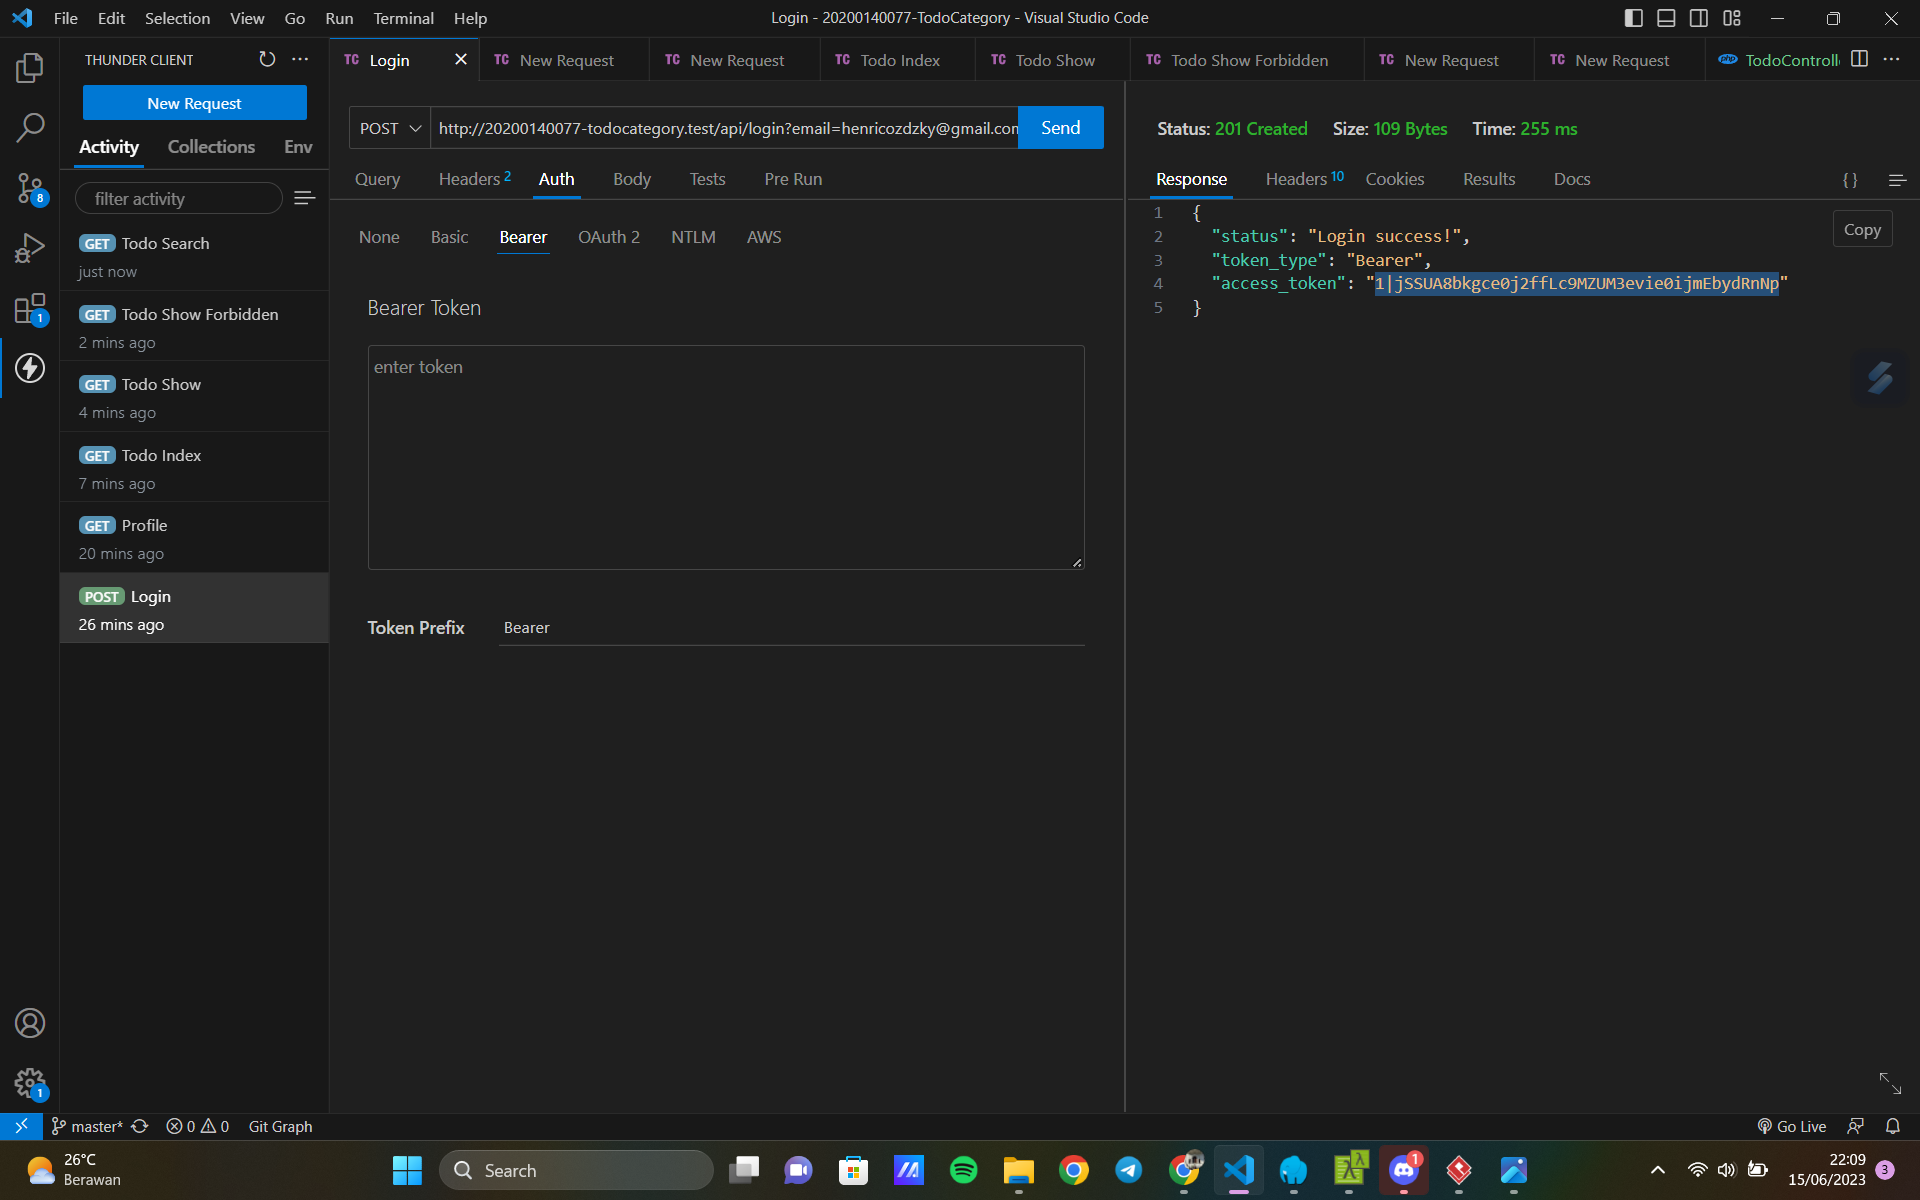 File Edit Selection View Go Run Terminal Help
Login - 20200140077-TodoCategory - Visual Studio Code
THUNDER CLIENT
New Request
Activity Collections Env
filter activity
GET Todo Search
just now
GET Todo Show Forbidden
2 mins ago
GET Todo Show
4 mins ago
GET Todo Index
7 mins ago
GET Profile
20 mins ago
POST Login
26 mins ago
8
1
1
TC Login
TC New Request
TC New Request
TC Todo Index
TC Todo Show
TC Todo Show Forbidden
TC New Request
TC New Request
php TodoControll
POST http://20200140077-todocategory.test/api/login?email=henricozdzky@gmail.com Send
Query Headers 2 Auth Body Tests Pre Run
None Basic Bearer OAuth 2 NTLM AWS
Bearer Token
enter token
Token Prefix Bearer
Status: 201 Created Size: 109 Bytes Time: 255 ms
Response Headers 10 Cookies Results Docs
{ }
Copy
1 {
2 "status": "Login success!",
3 "token_type": "Bearer",
4 "access_token": "1|jSSUA8bkgce0j2ffLc9MZUM3evie0ijmEbydRnNp"
5 }
master* 0 0 Git Graph
Go Live
26°C
Berawan
Search
1
22:09
15/06/2023
3